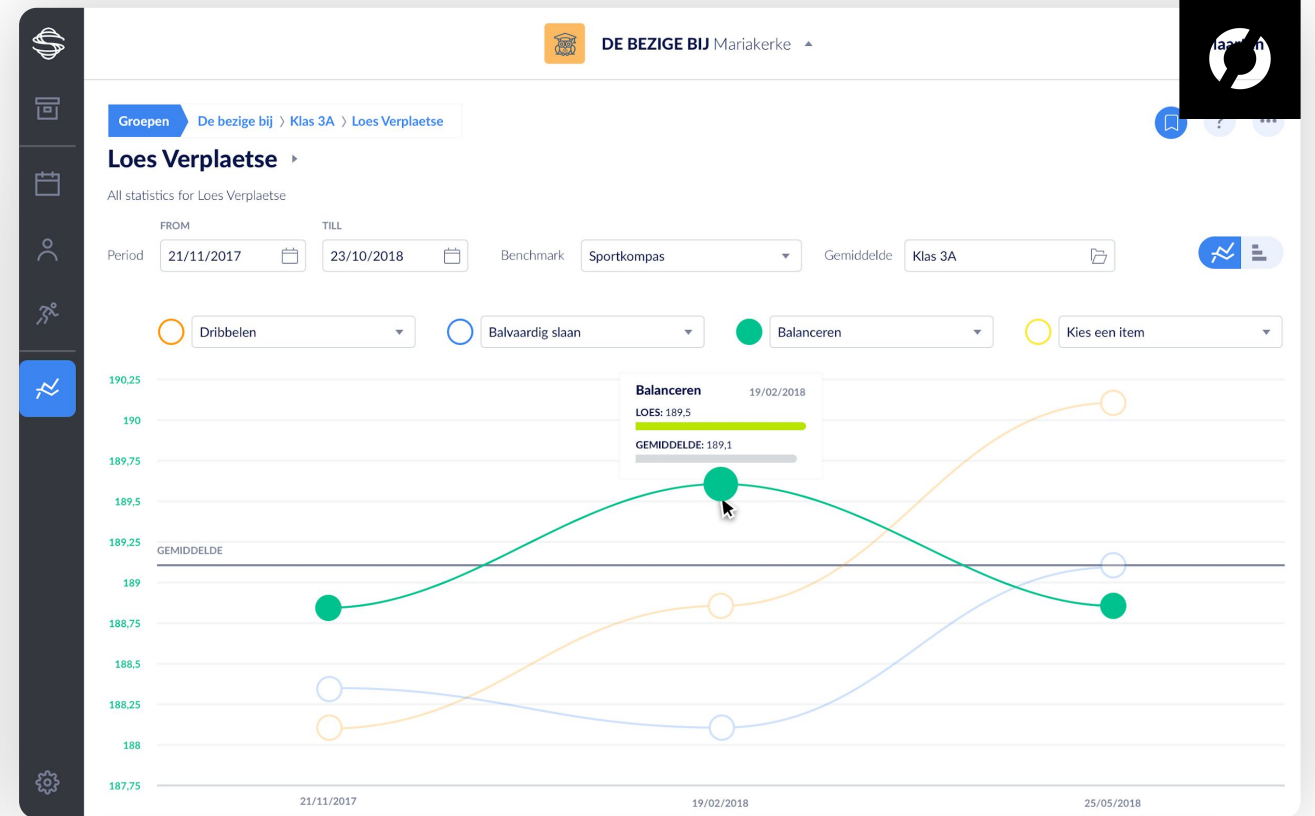 DE BEZIGE BIJ Mariakerke
Groepen De bezige bij 〉 Klas 3A 〉 Loes Verplaetse
?
Loes Verplaetse
All statistics for Loes Verplaetse
FROM TILL
Period 21/11/2017 23/10/2018 Benchmark Sportkompas Gemiddelde Klas 3A
Dribbelen Balvaardig slaan Balanceren Kies een item
190,25
Balanceren 19/02/2018
LOES: 189,5
190
GEMIDDELDE: 189,1
189,75
189,5
189,25
GEMIDDELDE
189
188,75
188,5
188,25
188
187,75
21/11/2017 19/02/2018 25/05/2018